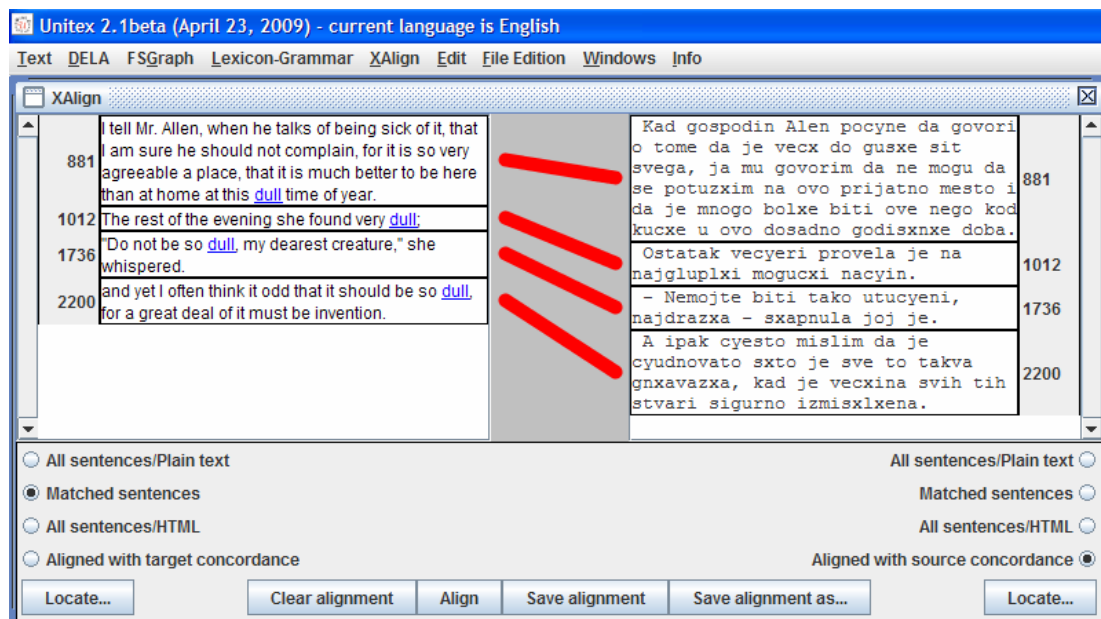 Unitex 2.1beta (April 23, 2009) - current language is English
Text DELA FSGraph Lexicon-Grammar XAlign Edit File Edition Windows Info
XAlign
881
I tell Mr. Allen, when he talks of being sick of it, that
I am sure he should not complain, for it is so very
agreeable a place, that it is much better to be here
than at home at this dull time of year.
1012 The rest of the evening she found very dull;
1736
"Do not be so dull, my dearest creature," she
whispered.
2200
and yet I often think it odd that it should be so dull,
for a great deal of it must be invention.
Kad gospodin Alen pocyne da govori
o tome da je vecx do gusxe sit
svega, ja mu govorim da ne mogu da
se potuzxim na ovo prijatno mesto i
da je mnogo bolxe biti ove nego kod
kucxe u ovo dosadno godisxnxe doba.
881
Ostatak vecyeri provela je na
najgluplxi mogucxi nacyin.
1012
- Nemojte biti tako utucyeni,
najdrazxa - sxapnula joj je.
1736
A ipak cyesto mislim da je
cyudnovato sxto je sve to takva
gnxavazxa, kad je vecxina svih tih
stvari sigurno izmisxlxena.
2200
All sentences/Plain text
Matched sentences
All sentences/HTML
Aligned with target concordance
All sentences/Plain text
Matched sentences
All sentences/HTML
Aligned with source concordance
Locate... Clear alignment Align Save alignment Save alignment as... Locate...